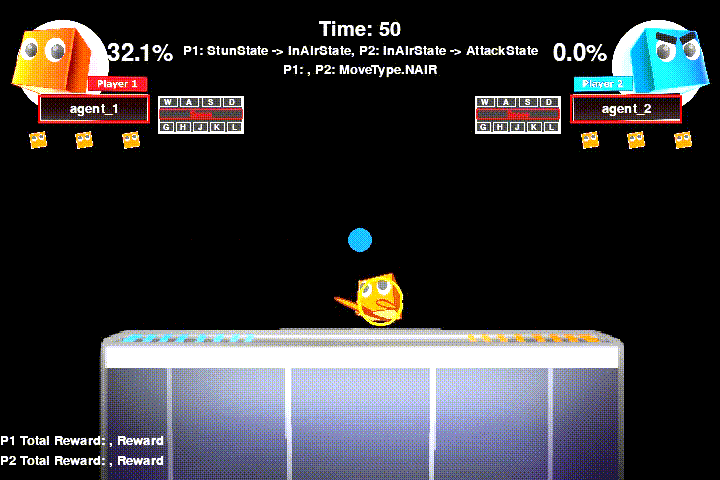 Time: 50
32.1%
P1: StunState -> InAirState, P2: InAirState -> AttackState
0.0%
P1: , P2: MoveType.NAIR
Player 1
Player 2
agent_1
W A S D
G H J K L
W A S D
G H J K L
agent_2
P1 Total Reward: , Reward
P2 Total Reward: , Reward